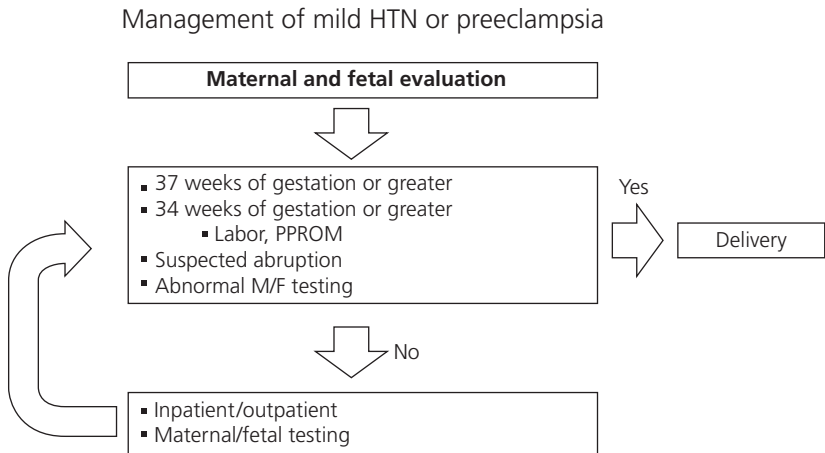 Management of mild HTN or preeclampsia
Maternal and fetal evaluation
▪ 37 weeks of gestation or greater
▪ 34 weeks of gestation or greater
▪ Labor, PPROM
▪ Suspected abruption
▪ Abnormal M/F testing
Yes
Delivery
No
▪ Inpatient/outpatient
▪ Maternal/fetal testing